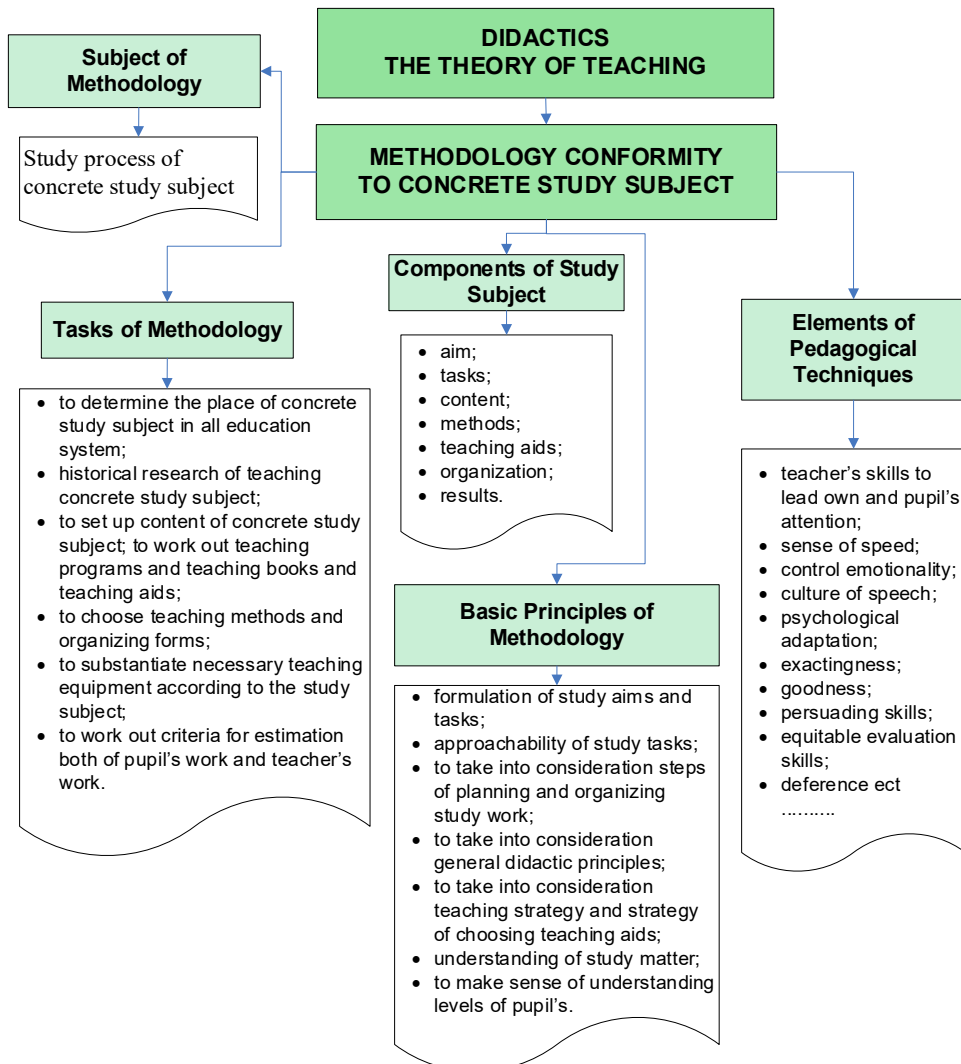 DIDACTICS
THE THEORY OF TEACHING
Subject of
Methodology
Study process of
concrete study subject
METHODOLOGY CONFORMITY
TO CONCRETE STUDY SUBJECT
Tasks of Methodology
• to determine the place of concrete
study subject in all education
system;
• historical research of teaching
concrete study subject;
• to set up content of concrete study
subject; to work out teaching
programs and teaching books and
teaching aids;
• to choose teaching methods and
organizing forms;
• to substantiate necessary teaching
equipment according to the study
subject;
• to work out criteria for estimation
both of pupil's work and teacher's
work.
Components of Study
Subject
• aim;
• tasks;
• content;
• methods;
• teaching aids;
• organization;
• results.
Basic Principles of
Methodology
• formulation of study aims and
tasks;
• approachability of study tasks;
• to take into consideration steps
of planning and organizing
study work;
• to take into consideration
general didactic principles;
• to take into consideration
teaching strategy and strategy
of choosing teaching aids;
• understanding of study matter;
• to make sense of understanding
levels of pupil's.
Elements of
Pedagogical
Techniques
• teacher's skills to
lead own and pupil's
attention;
• sense of speed;
• control emotionality;
• culture of speech;
• psychological
adaptation;
• exactingness;
• goodness;
• persuading skills;
• equitable evaluation
skills;
• deference ect
..........